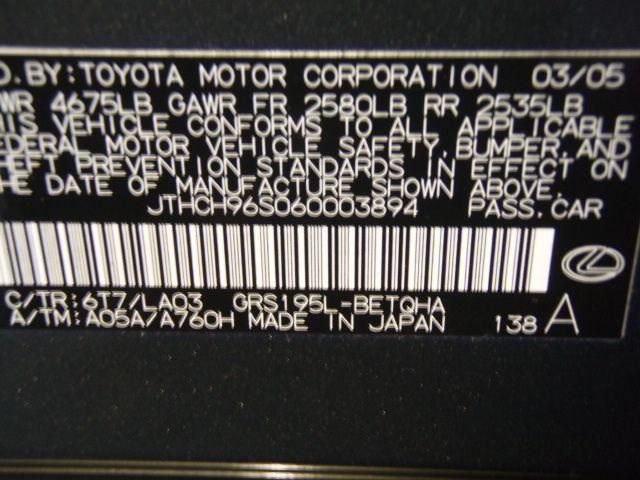 D.BY:TOYOTA MOTOR CORPORATION 03/05
WR 4675LB GAWR FR 2580LB RR 2535LB
HIS VEHICLE CONFORMS TO ALL APPLICABLE
EDERAL MOTOR VEHICLE SAFETY, BUMPER, AND
HEFT PREVENTION STANDARDS IN EFFECT ON
HE DATE OF MANUFACTURE SHOWN ABOVE.
JTHCH96S060003894 PASS.CAR
C/TR:6T7/LA03 GRS195L-BETQHA
A/TM:A05A/A760H MADE IN JAPAN 138 A